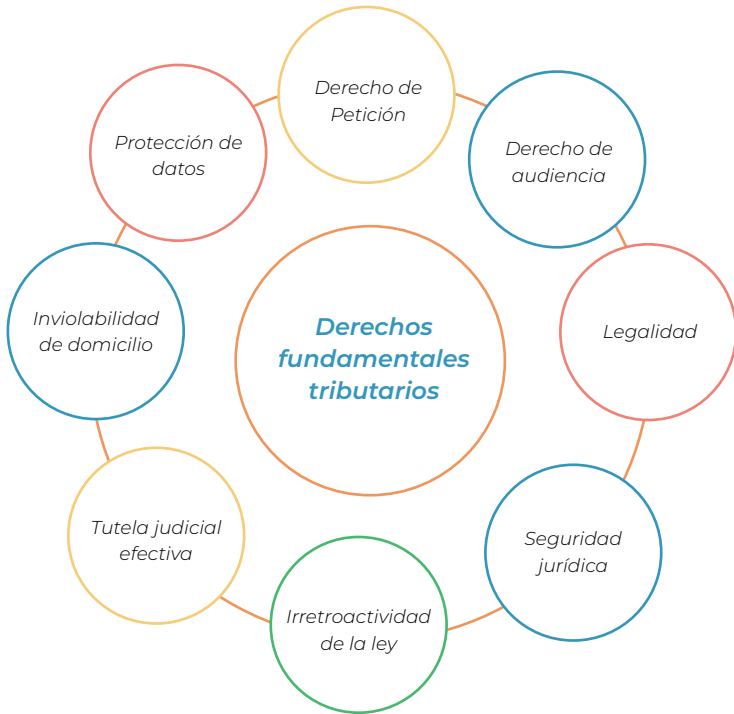 Derechos
fundamentales
tributarios
Derecho de
Petición
Derecho de
audiencia
Legalidad
Seguridad
jurídica
Irretroactividad
de la ley
Tutela judicial
efectiva
Inviolabilidad
de domicilio
Protección de
datos